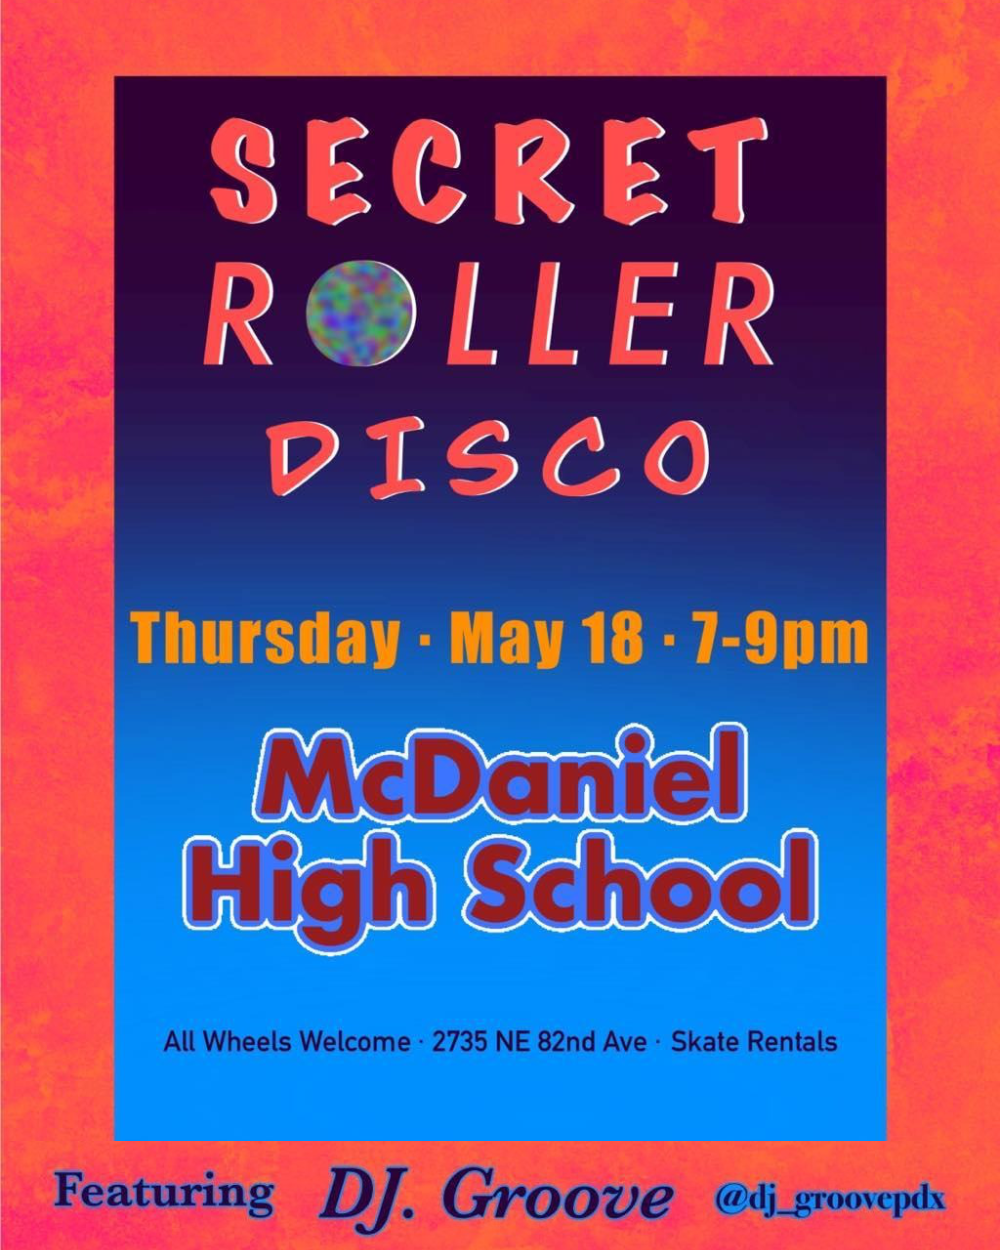 SECRET
ROLLER
DISCO
Thursday · May 18 · 7-9pm
McDaniel
High School
All Wheels Welcome · 2735 NE 82nd Ave · Skate Rentals
Featuring DJ. Groove @dj_groovepdx